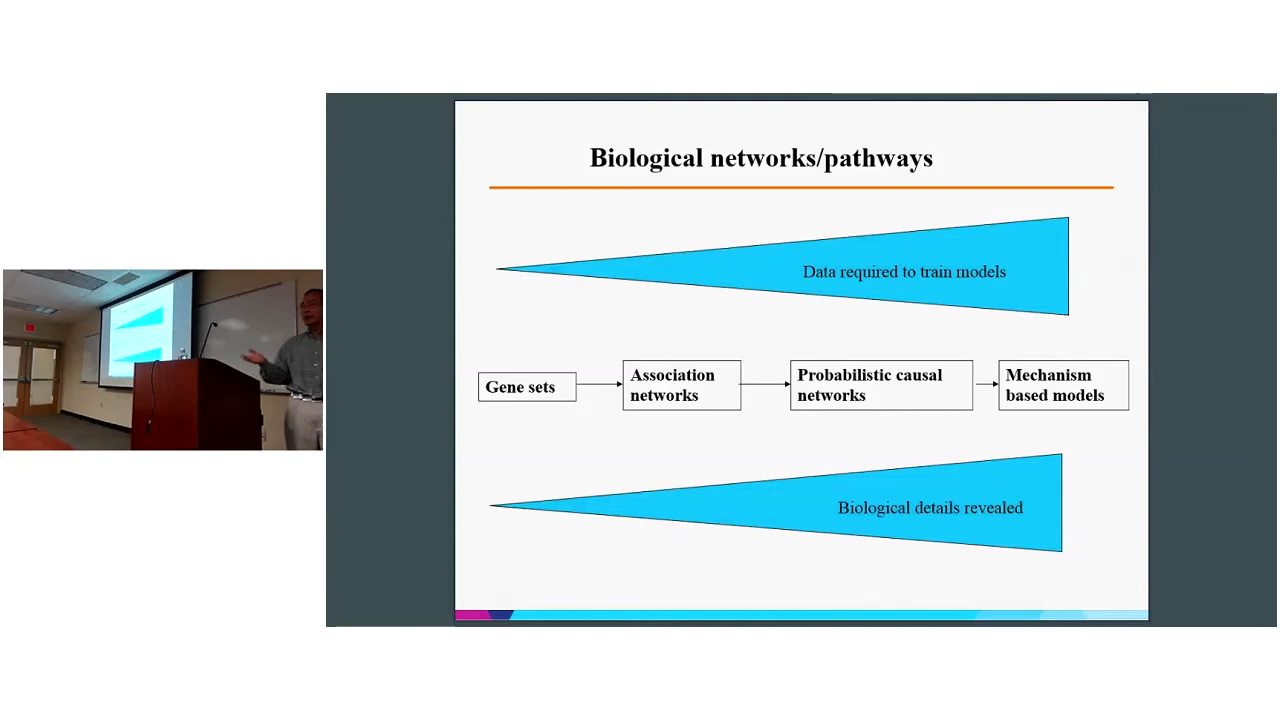 Biological networks/pathways
Data required to train models
Gene sets
Association
networks
Probabilistic causal
networks
Mechanism
based models
Biological details revealed